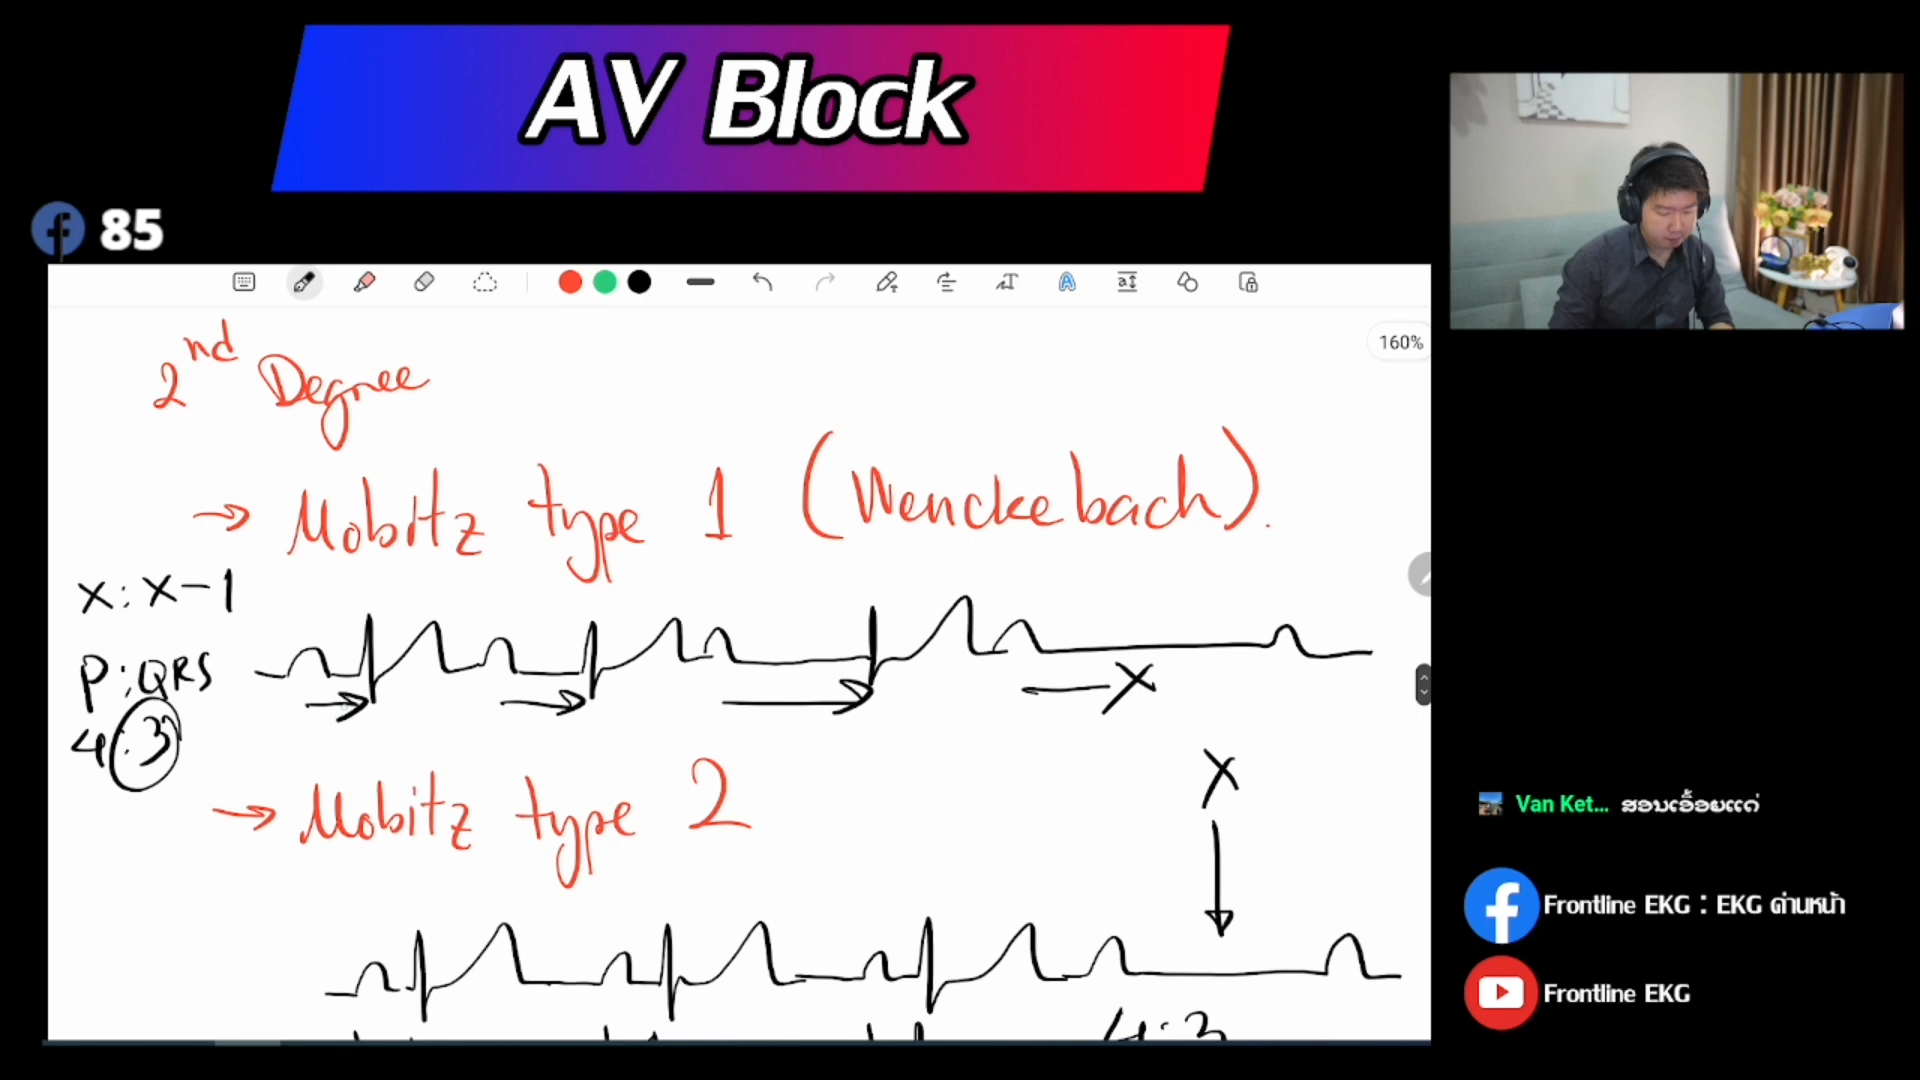 AV Block
85
160%
2nd Degree
→ Mobitz type 1 (Wenckebach).
X : X-1
P : QRS
4 : 3
X
→ Mobitz type 2
X
4:3
Van Ket... ສອນເອື້ອຍແດ່
Frontline EKG : EKG ด่านหน้า
Frontline EKG